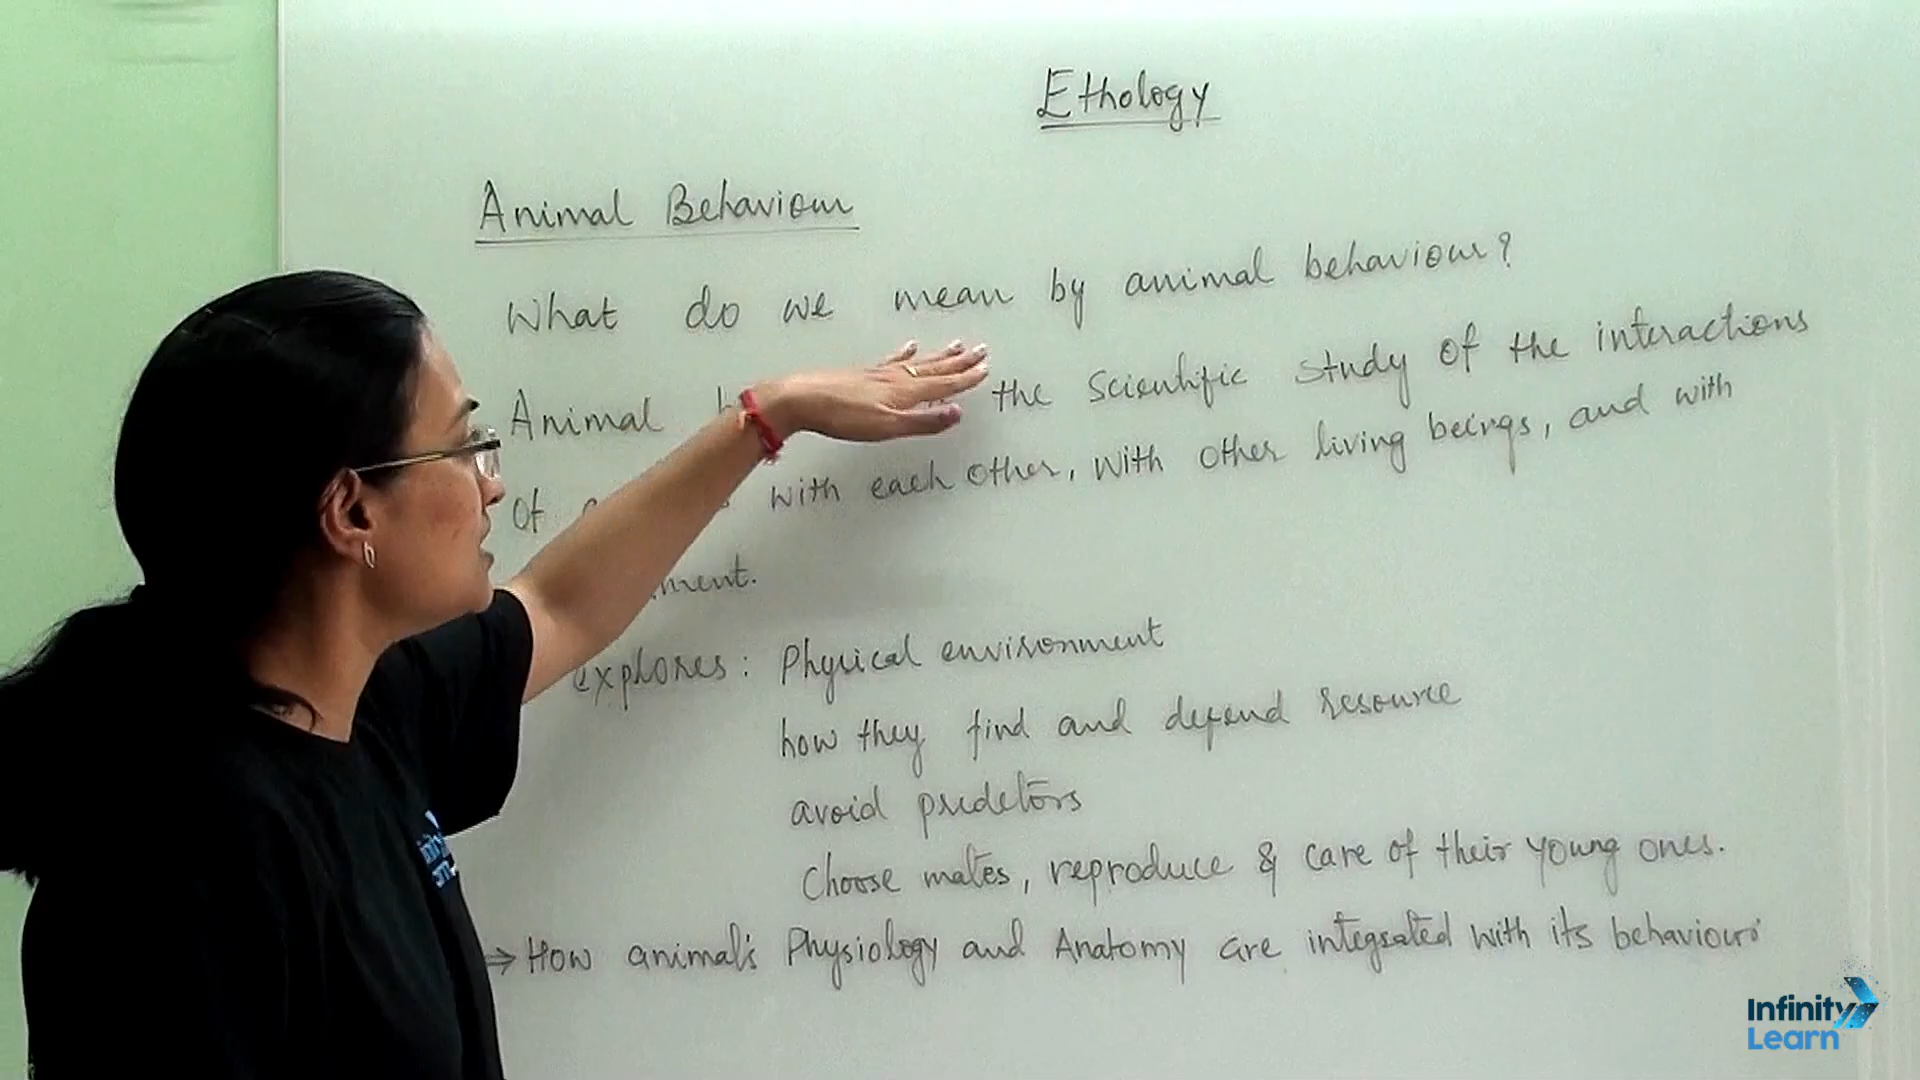 Ethology
Animal Behaviour
What do we mean by animal behaviour?
Animal the scientific study of the interactions
of with each other, with other living beings, and with
explores: Physical environment
how they find and defend resource
avoid predetors
Choose mates, reproduce & care of their young ones.
⇒ How animal's Physiology and Anatomy are integrated with its behaviour
Infinity
Learn